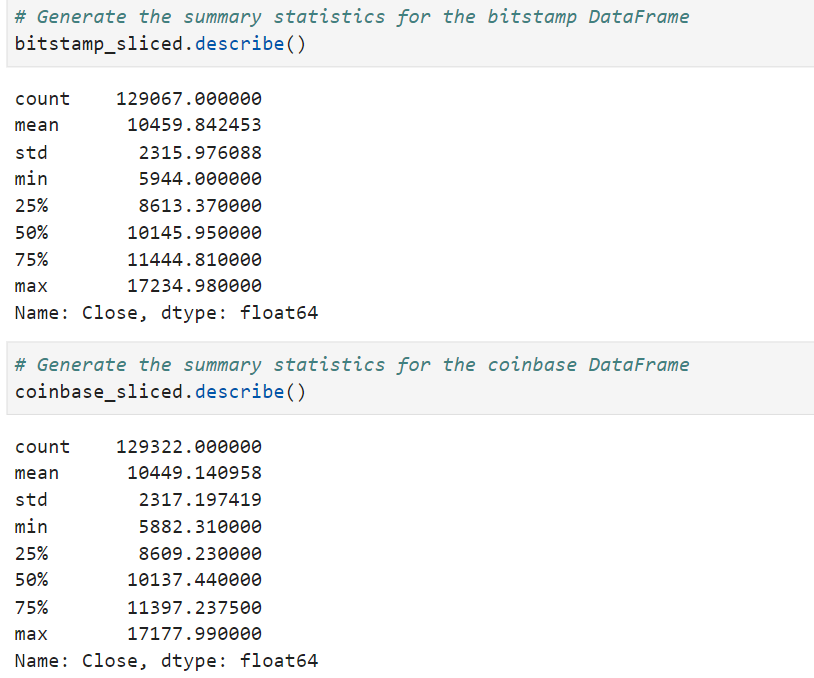 # Generate the summary statistics for the bitstamp DataFrame
bitstamp_sliced.describe()
count    129067.000000
mean      10459.842453
std        2315.976088
min        5944.000000
25%        8613.370000
50%       10145.950000
75%       11444.810000
max       17234.980000
Name: Close, dtype: float64
# Generate the summary statistics for the coinbase DataFrame
coinbase_sliced.describe()
count    129322.000000
mean      10449.140958
std        2317.197419
min        5882.310000
25%        8609.230000
50%       10137.440000
75%       11397.237500
max       17177.990000
Name: Close, dtype: float64